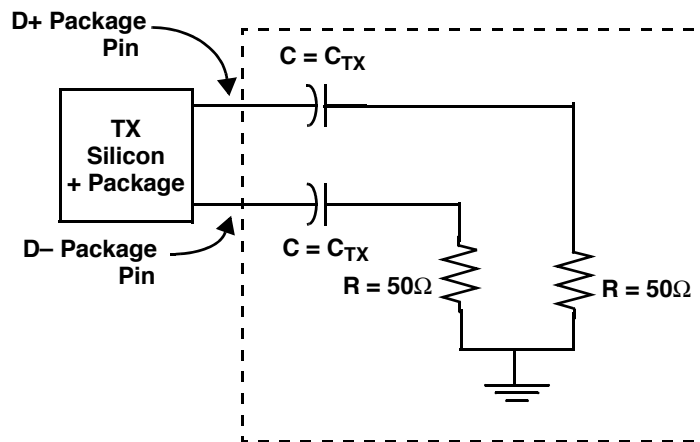 D+ Package
Pin
C = CTX
TX
Silicon
+ Package
D– Package
Pin
C = CTX
R = 50Ω
R = 50Ω